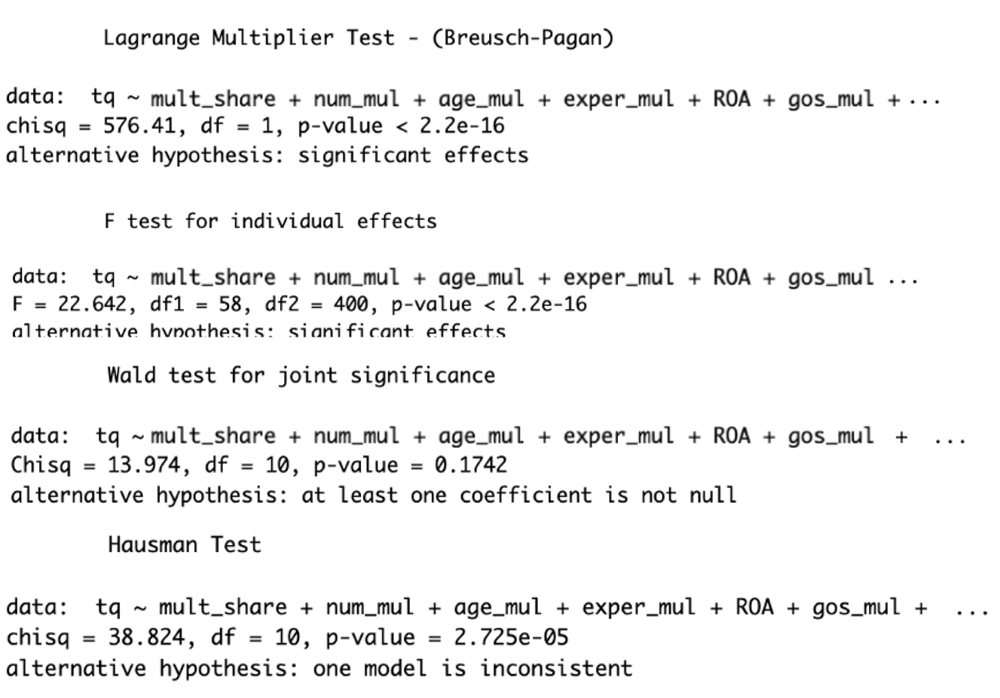 Lagrange Multiplier Test - (Breusch-Pagan)
data: tq ~ mult_share + num_mul + age_mul + exper_mul + ROA + gos_mul + ...
chisq = 576.41, df = 1, p-value < 2.2e-16
alternative hypothesis: significant effects
F test for individual effects
data: tq ~ mult_share + num_mul + age_mul + exper_mul + ROA + gos_mul ...
F = 22.642, df1 = 58, df2 = 400, p-value < 2.2e-16
alternative hypothesis: significant effects
Wald test for joint significance
data: tq ~ mult_share + num_mul + age_mul + exper_mul + ROA + gos_mul + ...
Chisq = 13.974, df = 10, p-value = 0.1742
alternative hypothesis: at least one coefficient is not null
Hausman Test
data: tq ~ mult_share + num_mul + age_mul + exper_mul + ROA + gos_mul + ...
chisq = 38.824, df = 10, p-value = 2.725e-05
alternative hypothesis: one model is inconsistent